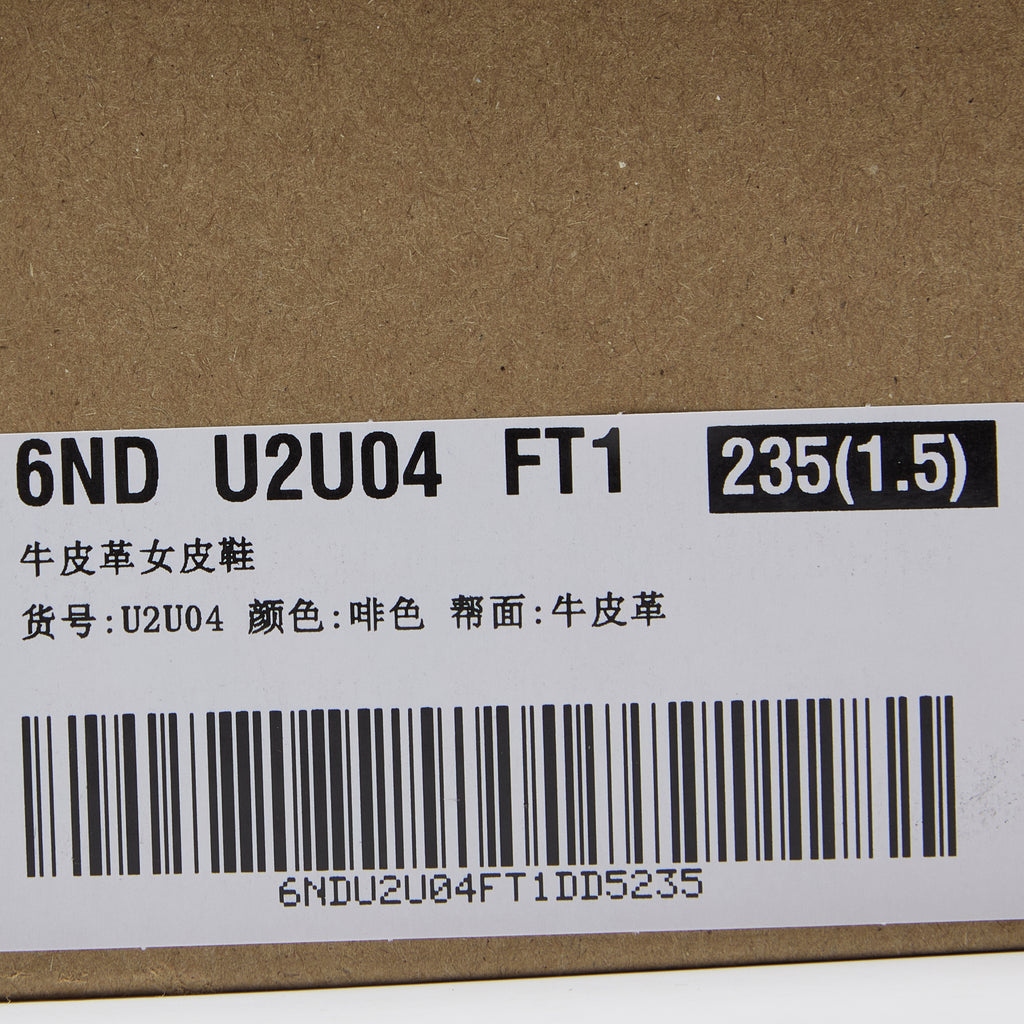 6ND U2U04 FT1 235(1.5)
牛皮革女皮鞋
货号:U2U04 颜色:啡色 帮面:牛皮革
6NDU2U04FT1DD5235